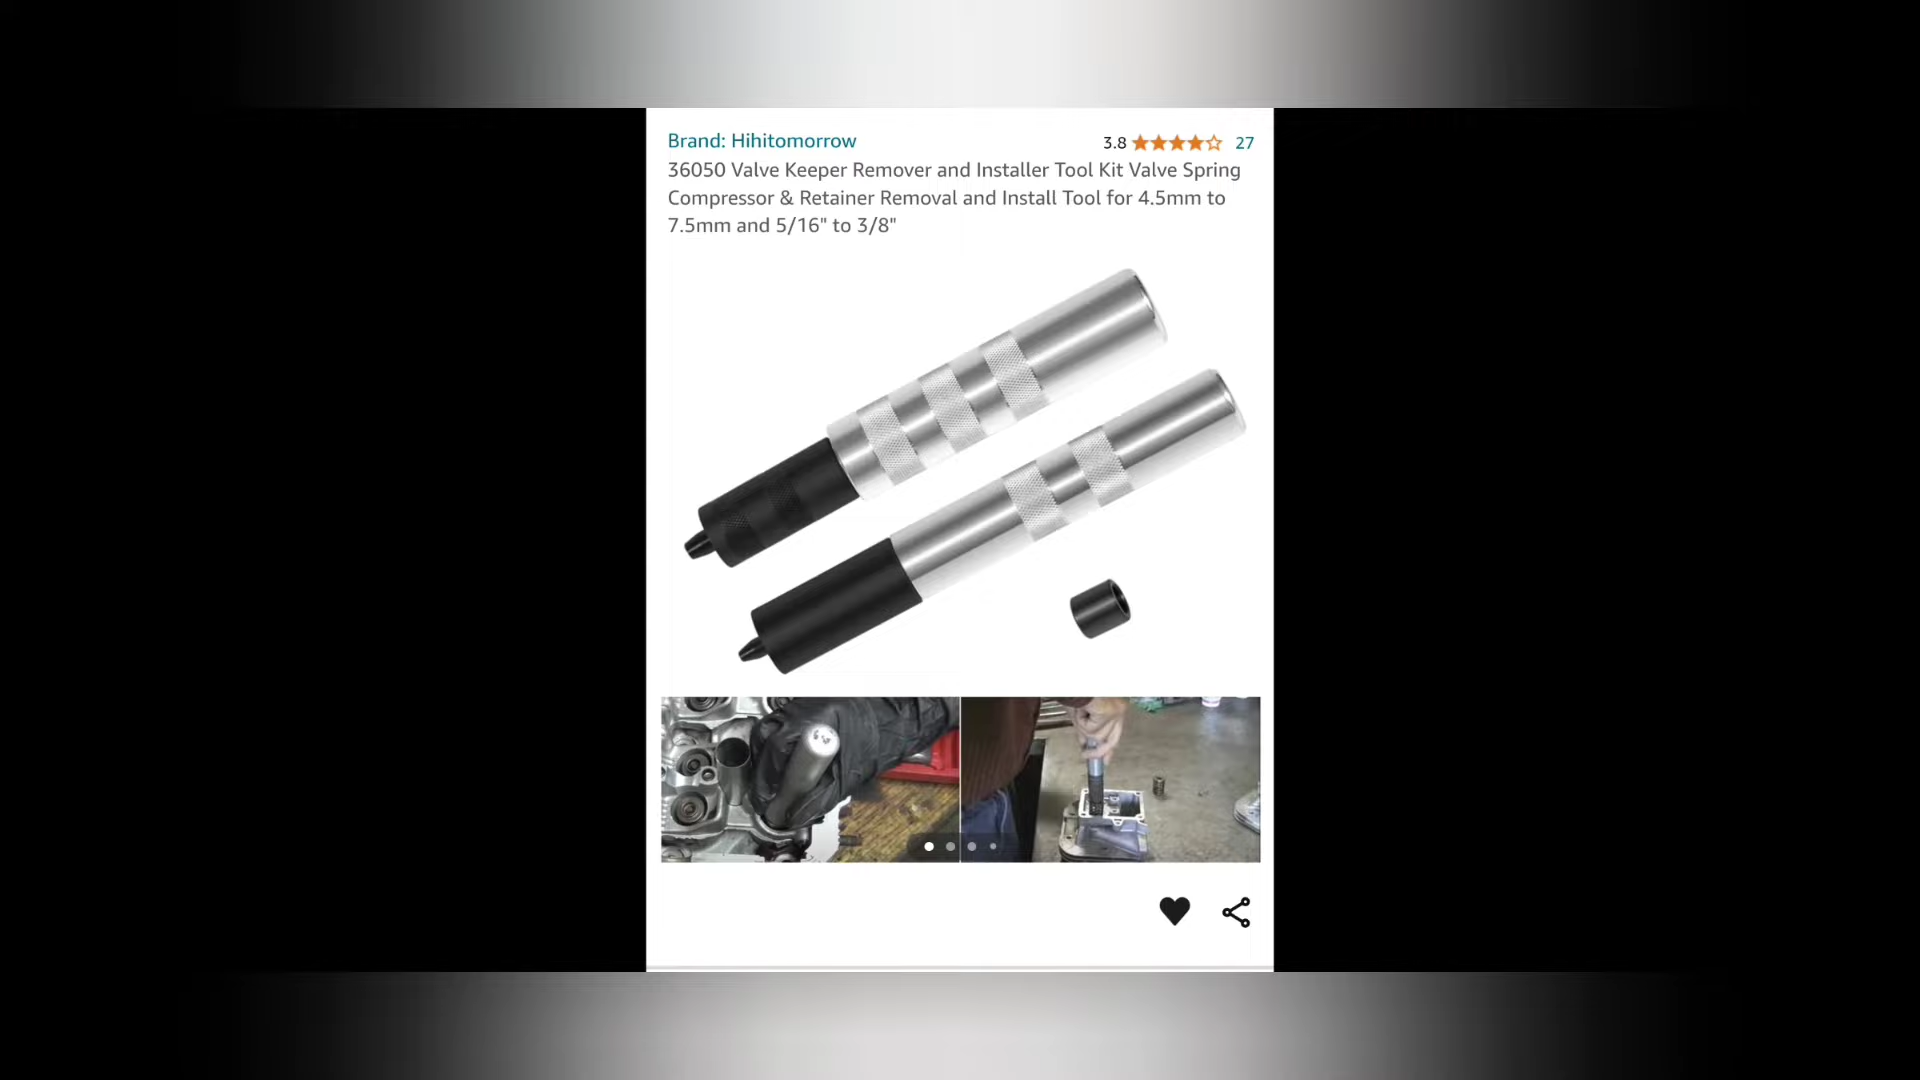 Brand: Hihitomorrow
3.8 27
36050 Valve Keeper Remover and Installer Tool Kit Valve Spring
Compressor & Retainer Removal and Install Tool for 4.5mm to
7.5mm and 5/16" to 3/8"